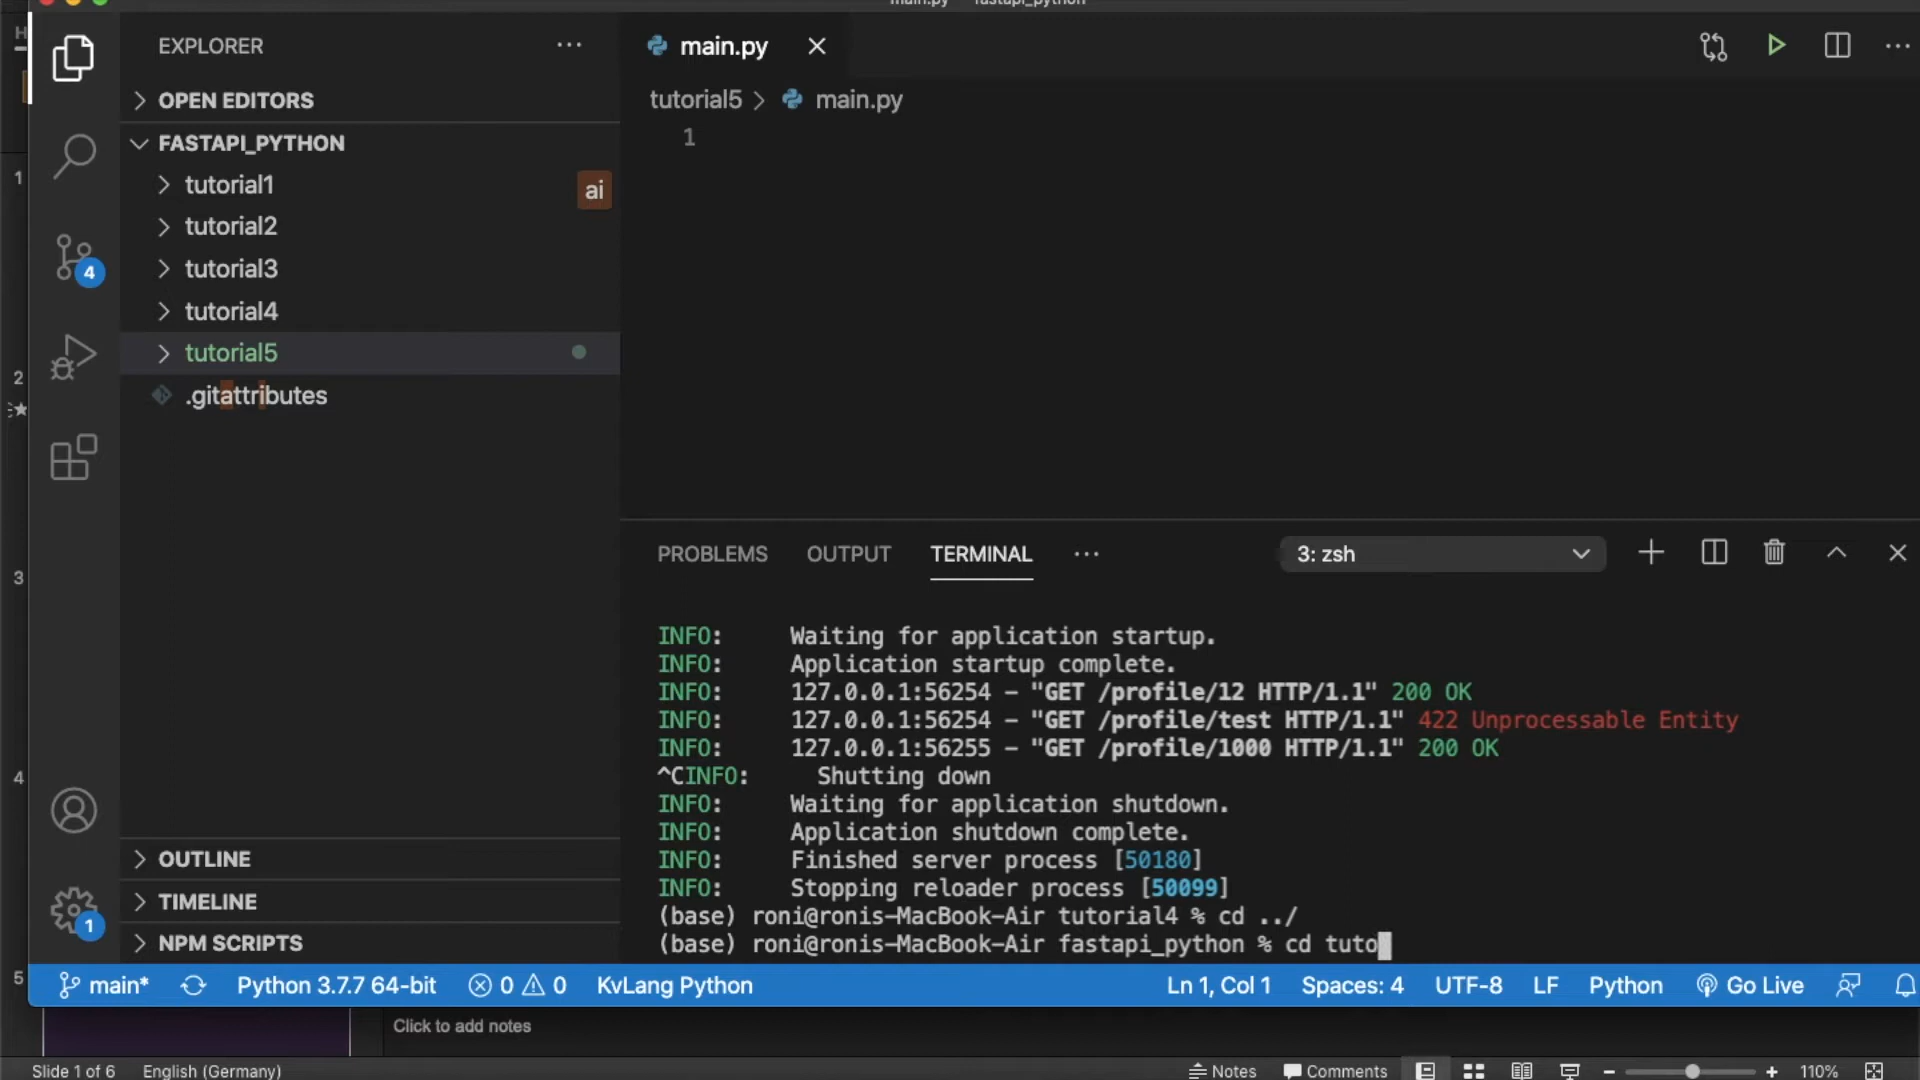 EXPLORER
OPEN EDITORS
FASTAPI_PYTHON
tutorial1
ai
tutorial2
tutorial3
tutorial4
tutorial5
.gitattributes
OUTLINE
TIMELINE
NPM SCRIPTS
4
1
1
2
3
4
5
main.py
tutorial5 > main.py
1
PROBLEMS OUTPUT TERMINAL ··· 3: zsh
INFO: Waiting for application startup.
INFO: Application startup complete.
INFO: 127.0.0.1:56254 - "GET /profile/12 HTTP/1.1" 200 OK
INFO: 127.0.0.1:56254 - "GET /profile/test HTTP/1.1" 422 Unprocessable Entity
INFO: 127.0.0.1:56255 - "GET /profile/1000 HTTP/1.1" 200 OK
^CINFO: Shutting down
INFO: Waiting for application shutdown.
INFO: Application shutdown complete.
INFO: Finished server process [50180]
INFO: Stopping reloader process [50099]
(base) roni@ronis-MacBook-Air tutorial4 % cd ../
(base) roni@ronis-MacBook-Air fastapi_python % cd tuto
main* Python 3.7.7 64-bit 0 0 KvLang Python Ln 1, Col 1 Spaces: 4 UTF-8 LF Python Go Live
Click to add notes
Slide 1 of 6 English (Germany) Notes Comments 110%